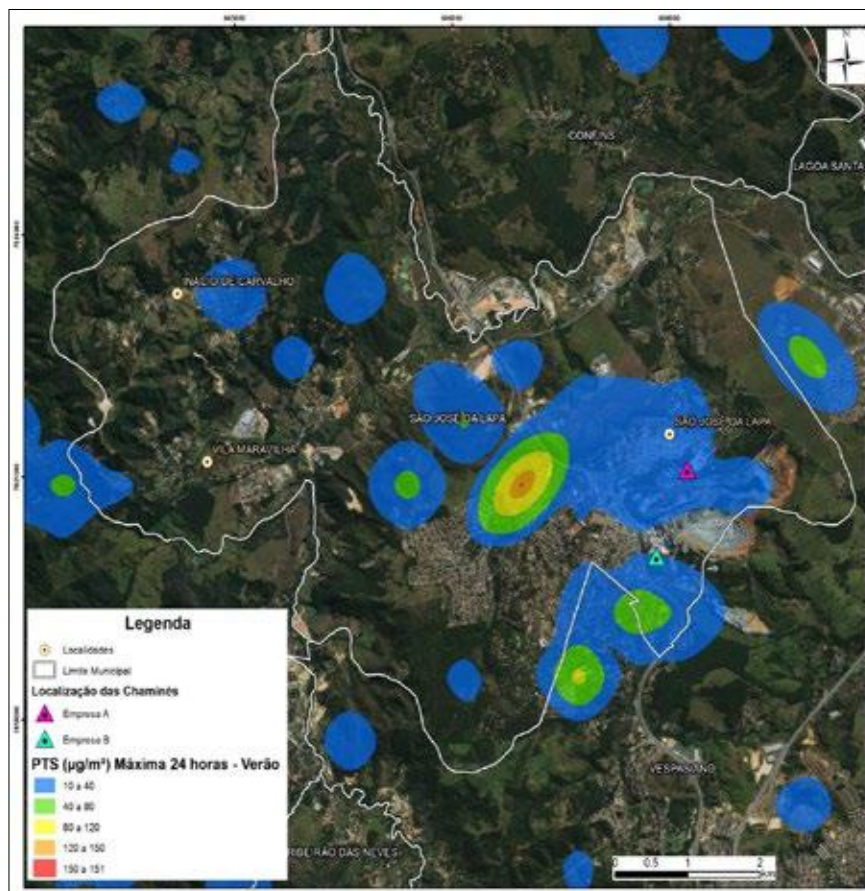 N
CONFINS
LAGOA SANTA
INÁCIO DE CARVALHO
SÃO JOSÉ DA LAPA
SÃO JOSÉ DA LAPA
VILA MARAVILHA
VESPASIANO
RIBEIRÃO DAS NEVES
Legenda
Localidades
Limite Municipal
Localização das Chaminés
Empresa A
Empresa B
PTS (µg/m³) Máxima 24 horas - Verão
10 a 40
40 a 80
80 a 120
120 a 150
150 a 151
0 0.5 1 2